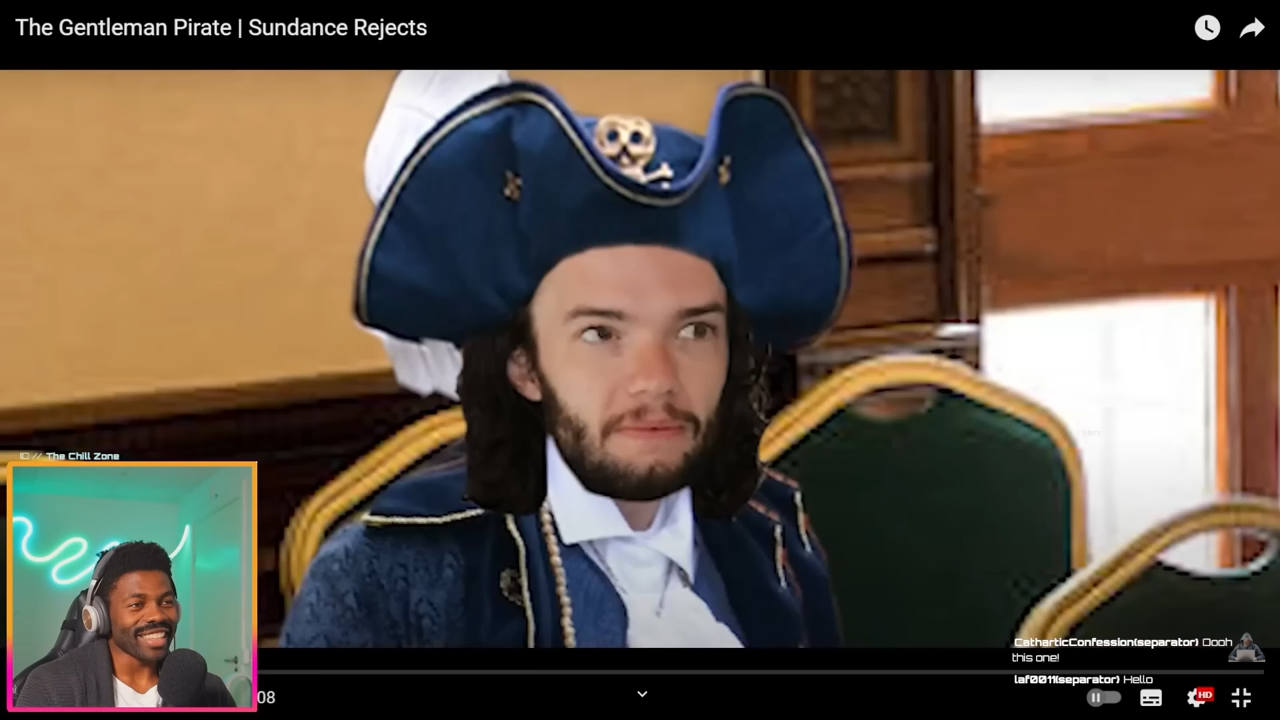 The Gentleman Pirate | Sundance Rejects
// The Chill Zone
CatharticConfession(separator) Oooh
this one!
laf0011(separator) Hello
08
HD